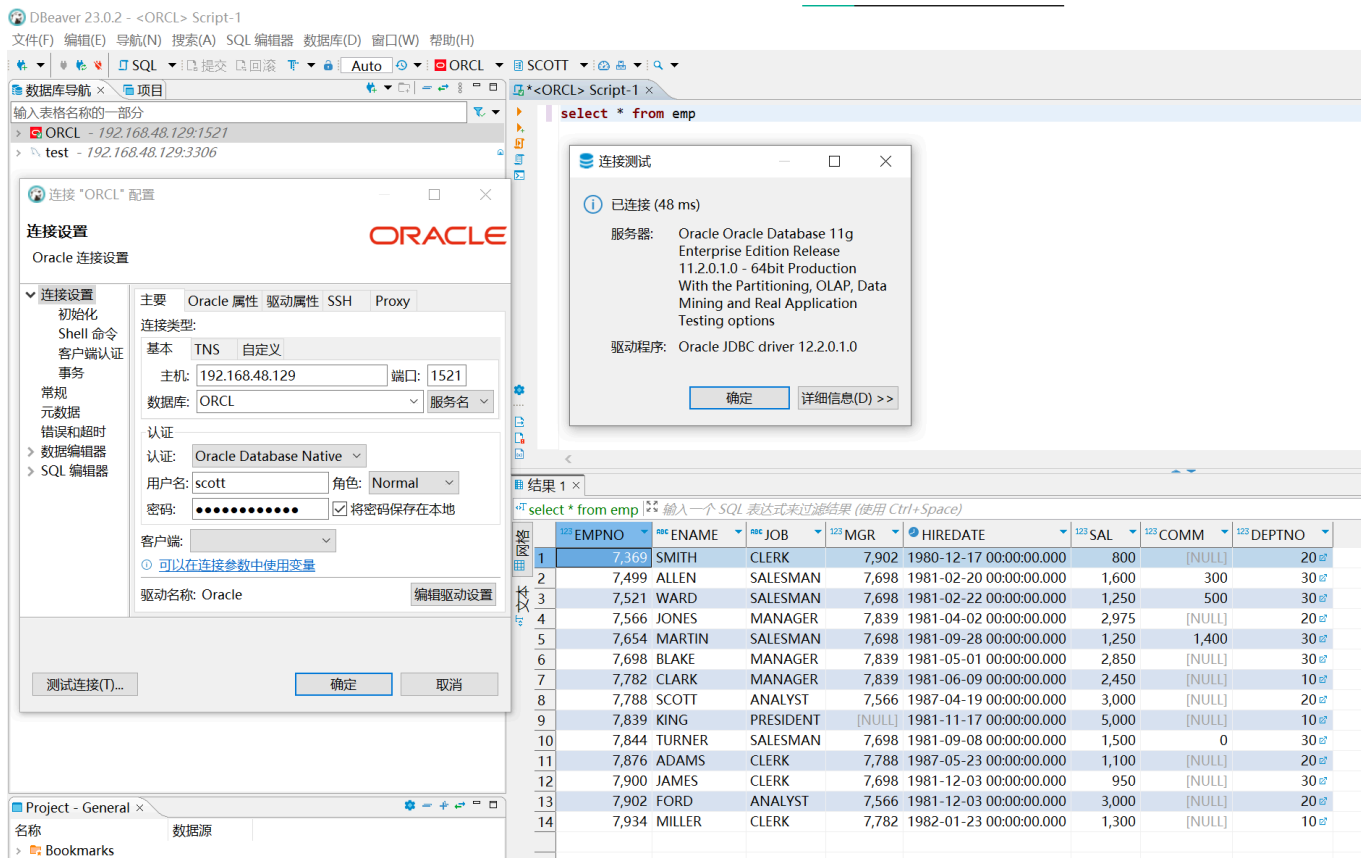 DBeaver 23.0.2 - <ORCL> Script-1
文件(F) 编辑(E) 导航(N) 搜索(A) SQL 编辑器 数据库(D) 窗口(W) 帮助(H)
SQL 提交 回滚 Auto ORCL SCOTT
数据库导航 项目
输入表格名称的一部分
ORCL - 192.168.48.129:1521
test - 192.168.48.129:3306
连接 "ORCL" 配置
连接设置
ORACLE
Oracle 连接设置
连接设置
初始化
Shell 命令
客户端认证
事务
常规
元数据
错误和超时
数据编辑器
SQL 编辑器
主要 Oracle 属性 驱动属性 SSH Proxy
连接类型:
基本 TNS 自定义
主机: 192.168.48.129 端口: 1521
数据库: ORCL 服务名
认证
认证: Oracle Database Native
用户名: scott 角色: Normal
密码: ●●●●●●●●●●●● 将密码保存在本地
客户端:
可以在连接参数中使用变量
驱动名称: Oracle 编辑驱动设置
测试连接(T)... 确定 取消
Project - General
名称 数据源
Bookmarks
*<ORCL> Script-1
select * from emp
连接测试
已连接 (48 ms)
服务器: Oracle Oracle Database 11g
Enterprise Edition Release
11.2.0.1.0 - 64bit Production
With the Partitioning, OLAP, Data
Mining and Real Application
Testing options
驱动程序: Oracle JDBC driver 12.2.0.1.0
确定 详细信息(D) >>
结果 1
select * from emp 输入一个 SQL 表达式来过滤结果 (使用 Ctrl+Space)
网格
文本
123 EMPNO ABC ENAME ABC JOB 123 MGR HIREDATE 123 SAL 123 COMM 123 DEPTNO
1 7,369 SMITH CLERK 7,902 1980-12-17 00:00:00.000 800 [NULL] 20
2 7,499 ALLEN SALESMAN 7,698 1981-02-20 00:00:00.000 1,600 300 30
3 7,521 WARD SALESMAN 7,698 1981-02-22 00:00:00.000 1,250 500 30
4 7,566 JONES MANAGER 7,839 1981-04-02 00:00:00.000 2,975 [NULL] 20
5 7,654 MARTIN SALESMAN 7,698 1981-09-28 00:00:00.000 1,250 1,400 30
6 7,698 BLAKE MANAGER 7,839 1981-05-01 00:00:00.000 2,850 [NULL] 30
7 7,782 CLARK MANAGER 7,839 1981-06-09 00:00:00.000 2,450 [NULL] 10
8 7,788 SCOTT ANALYST 7,566 1987-04-19 00:00:00.000 3,000 [NULL] 20
9 7,839 KING PRESIDENT [NULL] 1981-11-17 00:00:00.000 5,000 [NULL] 10
10 7,844 TURNER SALESMAN 7,698 1981-09-08 00:00:00.000 1,500 0 30
11 7,876 ADAMS CLERK 7,788 1987-05-23 00:00:00.000 1,100 [NULL] 20
12 7,900 JAMES CLERK 7,698 1981-12-03 00:00:00.000 950 [NULL] 30
13 7,902 FORD ANALYST 7,566 1981-12-03 00:00:00.000 3,000 [NULL] 20
14 7,934 MILLER CLERK 7,782 1982-01-23 00:00:00.000 1,300 [NULL] 10